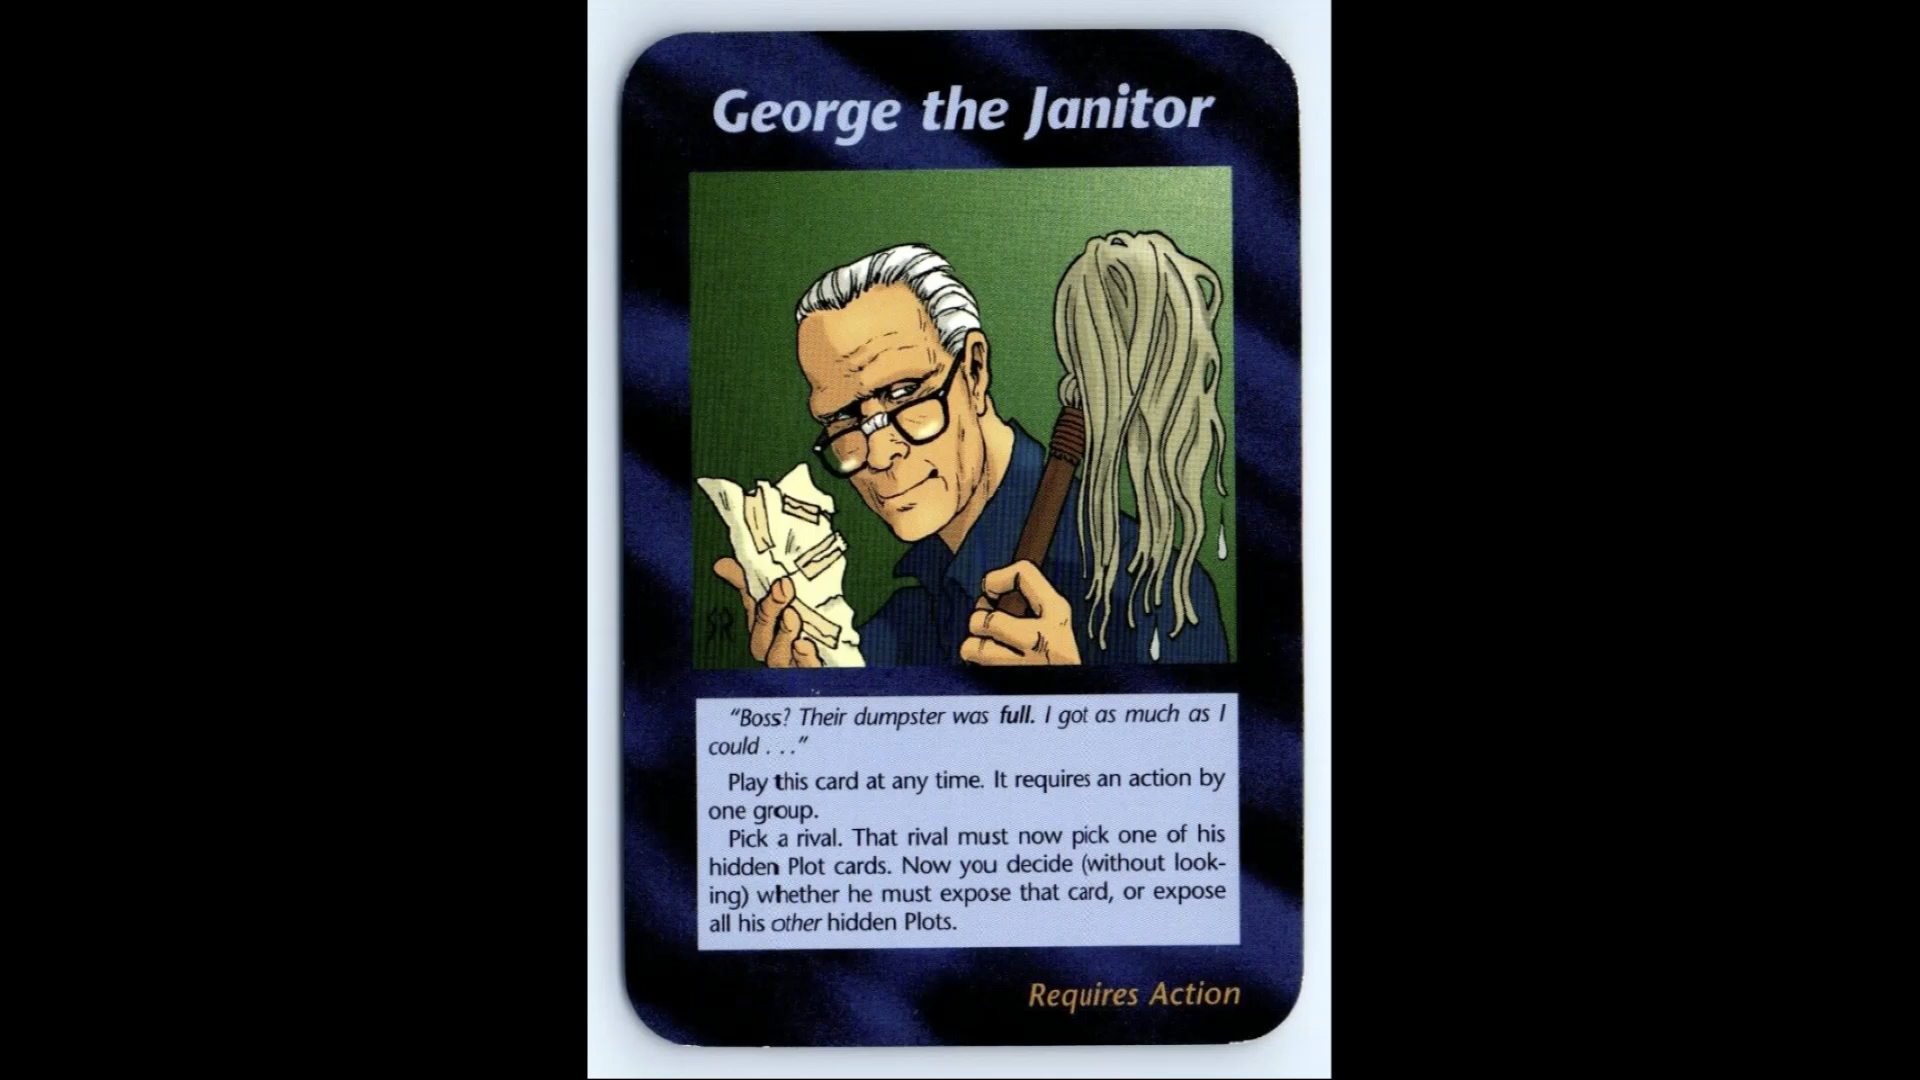 George the Janitor
SR
"Boss? Their dumpster was full. I got as much as I
could . . ."
Play this card at any time. It requires an action by
one group.
Pick a rival. That rival must now pick one of his
hidden Plot cards. Now you decide (without look-
ing) whether he must expose that card, or expose
all his other hidden Plots.
Requires Action